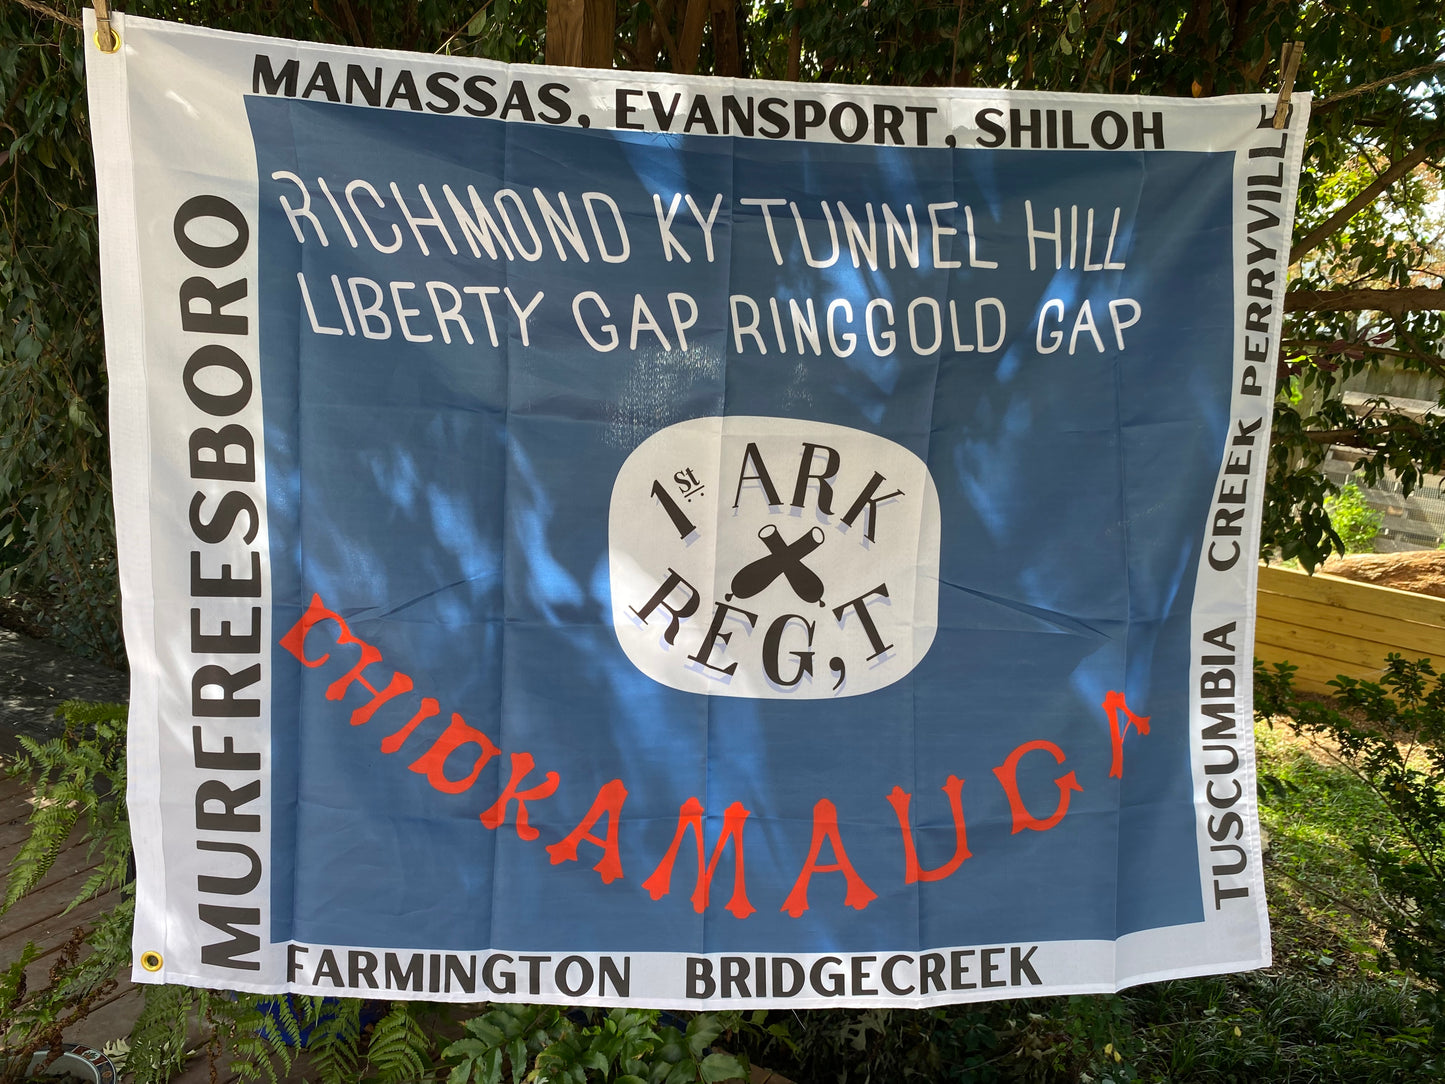 MANASSAS, EVANSPORT, SHILOH
RICHMOND KY TUNNEL HILL
LIBERTY GAP RINGGOLD GAP
1st. ARK
REG,T
CHICKAMAUGA
MURFREESBORO
TUSCUMBIA CREEK PERRYVILLE
FARMINGTON BRIDGECREEK